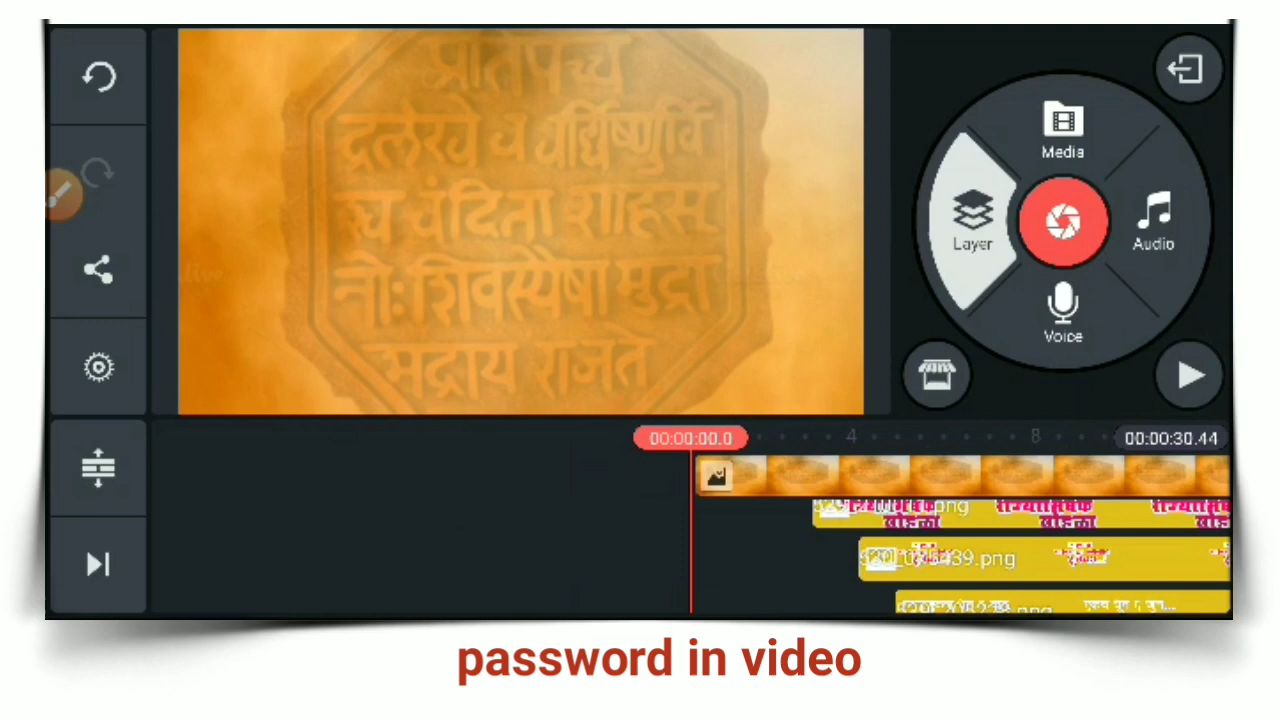 प्रतिपच्च
द्रलेखे व वर्धिष्णुर्वि
श्व वंदिता शाहसू
नोः शिवस्यैषा मुद्रा
भद्राय राजते
Media
Layer
Audio
Voice
00:00:00.0
4
8
00:00:30.44
password in video